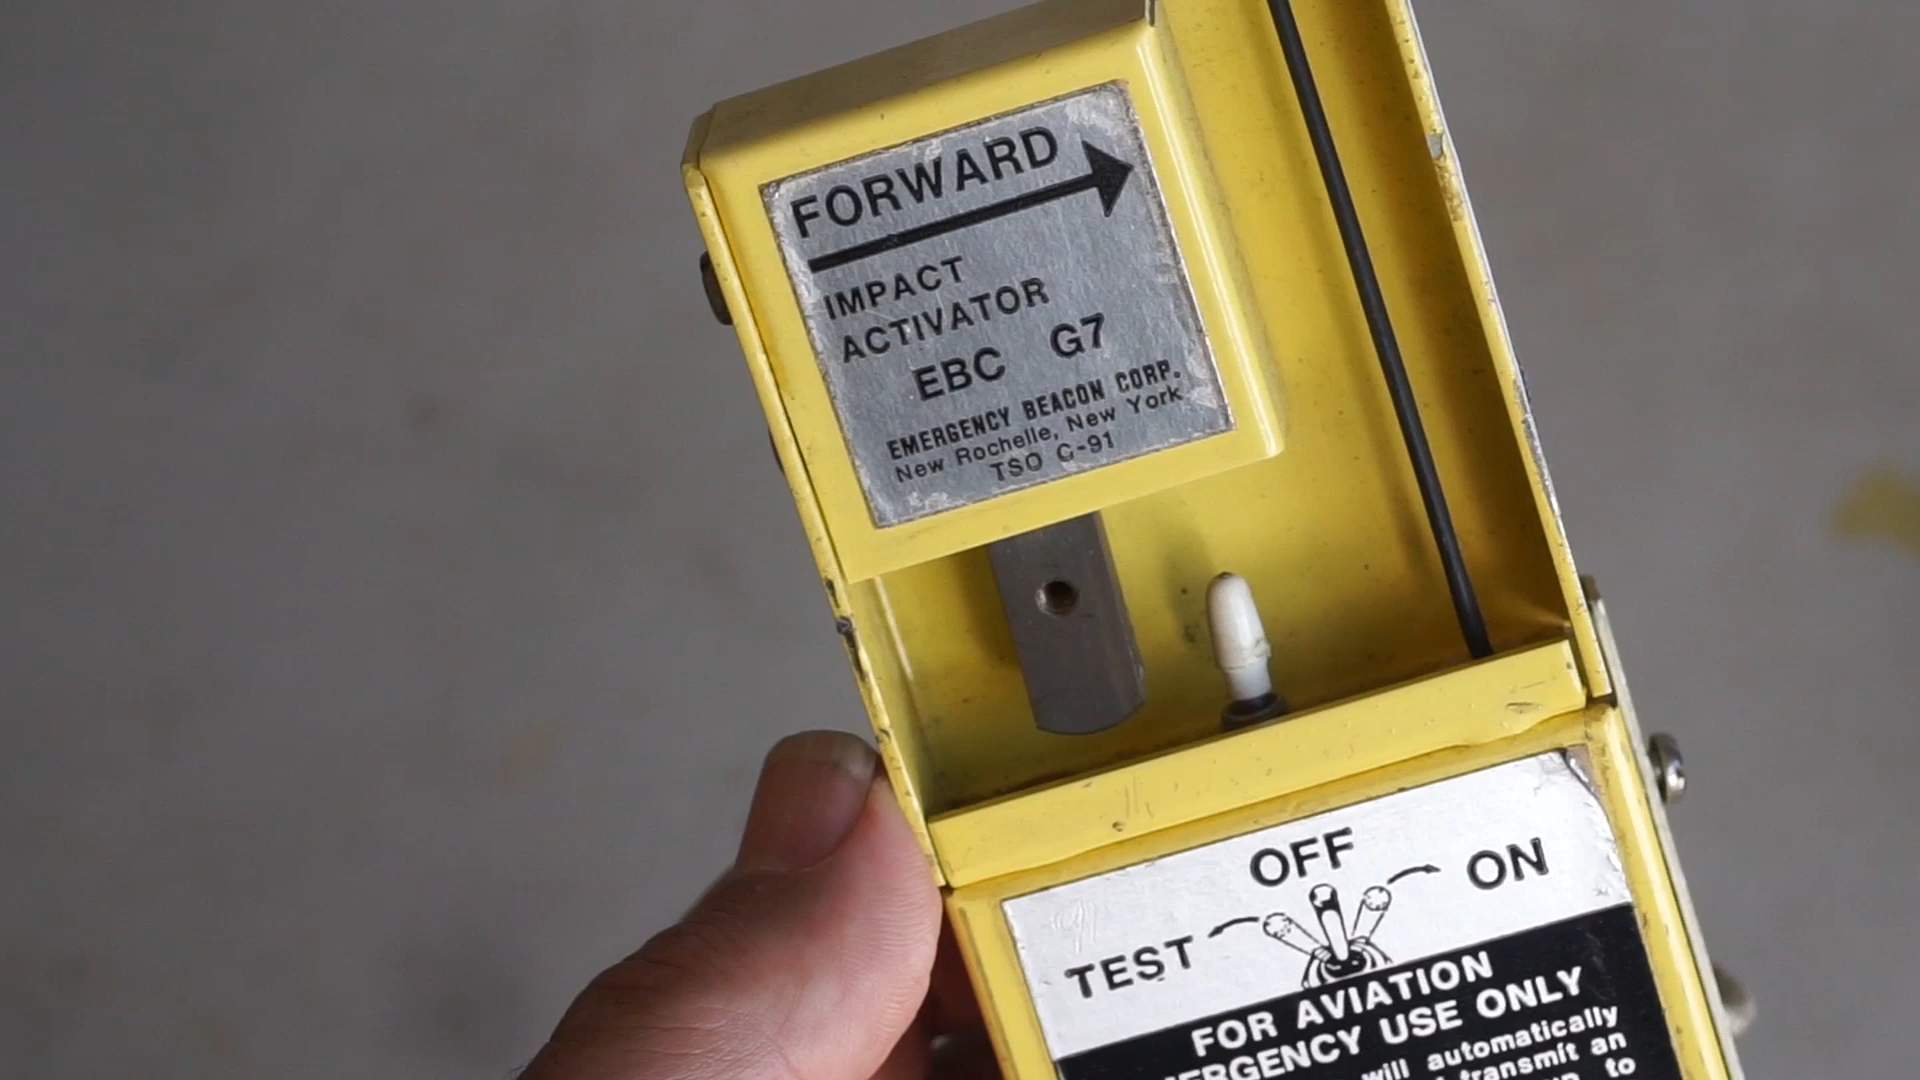 FORWARD
IMPACT
ACTIVATOR
EBC G7
EMERGENCY BEACON CORP.
New Rochelle, New York
TSO C-91
OFF
ON
TEST
FOR AVIATION
EMERGENCY USE ONLY
will automatically
transmit an
to